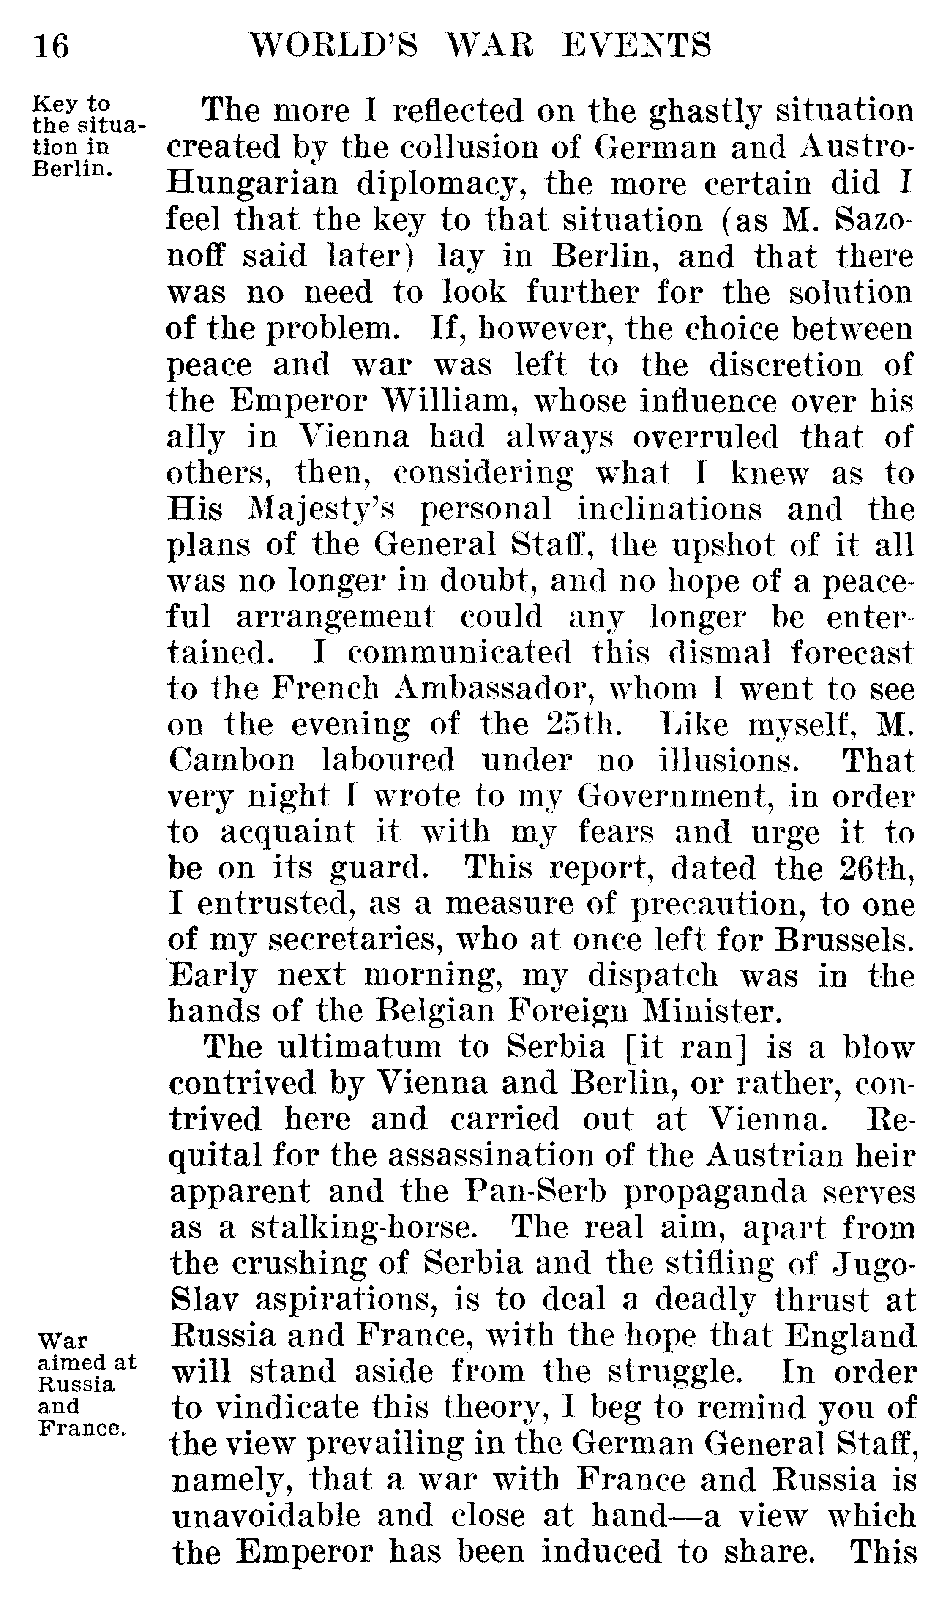 16 WORLD'S WAR EVENTS
Key to
the situa-
tion in
Berlin.
The more I reflected on the ghastly situation
created by the collusion of German and Austro-
Hungarian diplomacy, the more certain did I
feel that the key to that situation (as M. Sazo-
noff said later) lay in Berlin, and that there
was no need to look further for the solution
of the problem. If, however, the choice between
peace and war was left to the discretion of
the Emperor William, whose influence over his
ally in Vienna had always overruled that of
others, then, considering what I knew as to
His Majesty's personal inclinations and the
plans of the General Staff, the upshot of it all
was no longer in doubt, and no hope of a peace-
ful arrangement could any longer be enter-
tained. I communicated this dismal forecast
to the French Ambassador, whom I went to see
on the evening of the 25th. Like myself, M.
Cambon laboured under no illusions. That
very night I wrote to my Government, in order
to acquaint it with my fears and urge it to
be on its guard. This report, dated the 26th,
I entrusted, as a measure of precaution, to one
of my secretaries, who at once left for Brussels.
Early next morning, my dispatch was in the
hands of the Belgian Foreign Minister.
The ultimatum to Serbia [it ran] is a blow
contrived by Vienna and Berlin, or rather, con-
trived here and carried out at Vienna. Re-
quital for the assassination of the Austrian heir
apparent and the Pan-Serb propaganda serves
as a stalking-horse. The real aim, apart from
the crushing of Serbia and the stifling of Jugo-
Slav aspirations, is to deal a deadly thrust at
War
aimed at
Russia
and
France.
Russia and France, with the hope that England
will stand aside from the struggle. In order
to vindicate this theory, I beg to remind you of
the view prevailing in the German General Staff,
namely, that a war with France and Russia is
unavoidable and close at hand—a view which
the Emperor has been induced to share. This